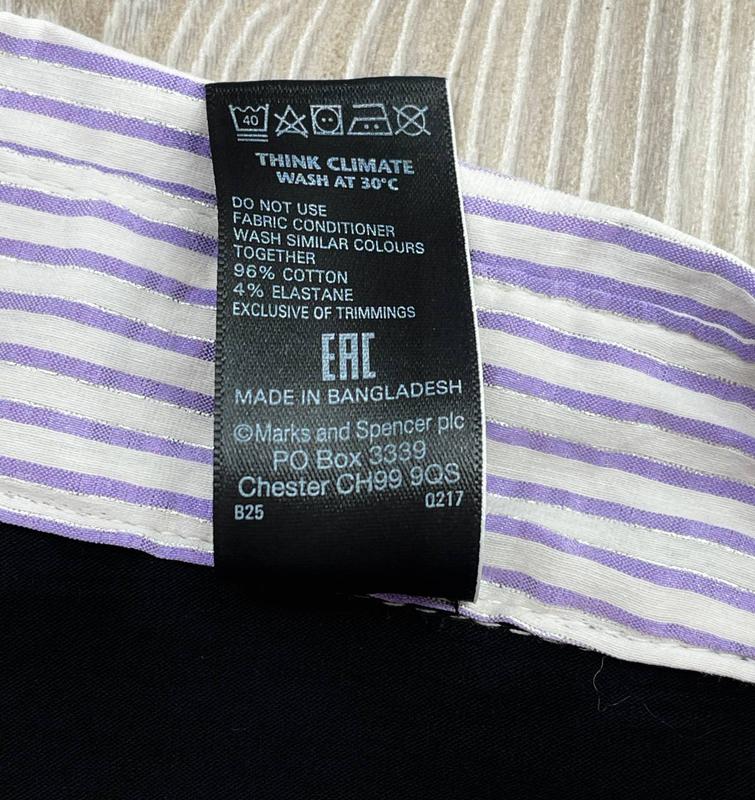 40
THINK CLIMATE
WASH AT 30°C
DO NOT USE
FABRIC CONDITIONER
WASH SIMILAR COLOURS
TOGETHER
96% COTTON
4% ELASTANE
EXCLUSIVE OF TRIMMINGS
EAC
MADE IN BANGLADESH
©Marks and Spencer plc
PO Box 3339
Chester CH99 9QS
B25 0217